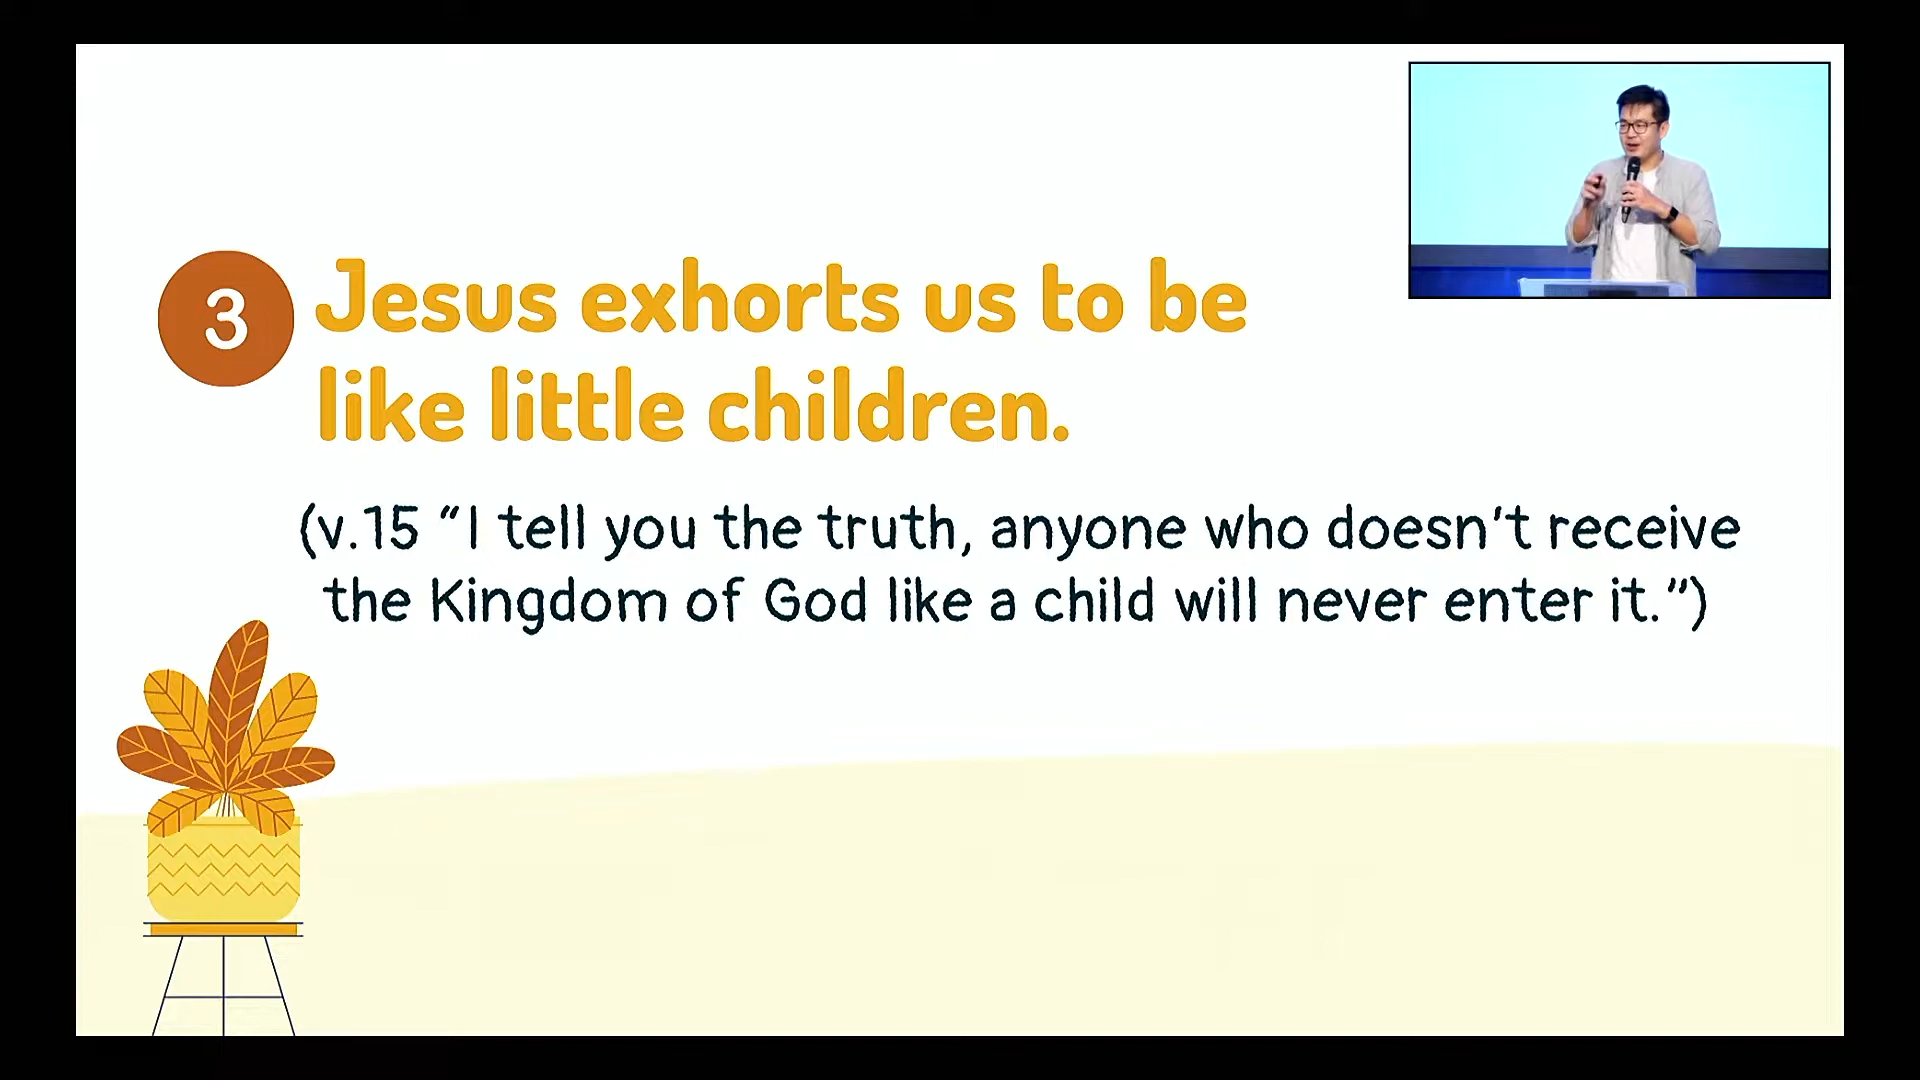 3
Jesus exhorts us to be
like little children.
(v.15 “I tell you the truth, anyone who doesn’t receive
the Kingdom of God like a child will never enter it.”)